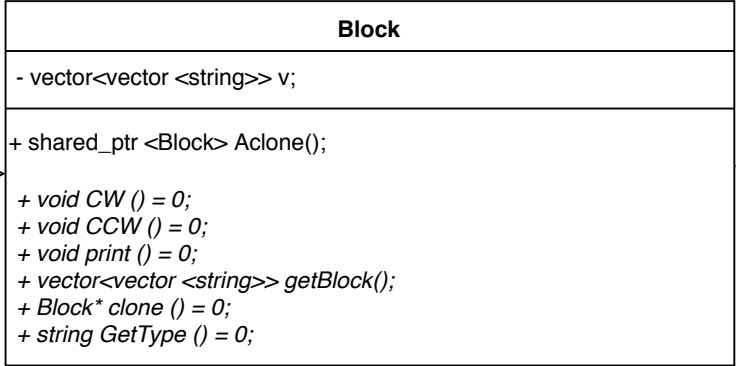 Block
- vector<vector <string>> v;
+ shared_ptr <Block> Aclone();
+ void CW () = 0;
+ void CCW () = 0;
+ void print () = 0;
+ vector<vector <string>> getBlock();
+ Block* clone () = 0;
+ string GetType () = 0;